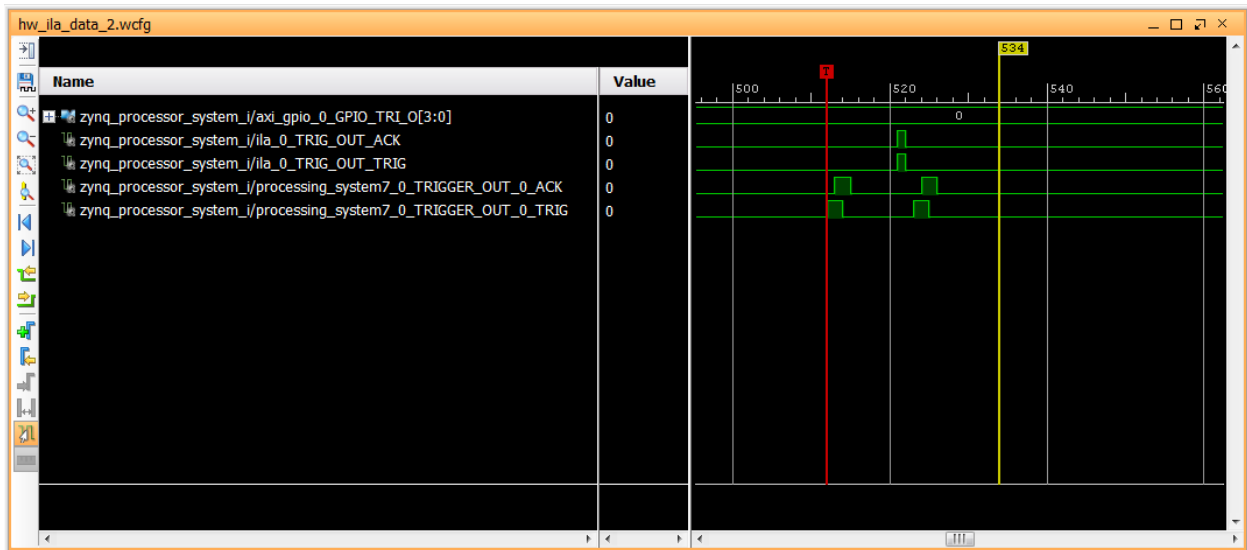 hw_ila_data_2.wcfg
534
Name
Value
T
500
520
540
560
zynq_processor_system_i/axi_gpio_0_GPIO_TRI_O[3:0]
0
0
zynq_processor_system_i/ila_0_TRIG_OUT_ACK
0
zynq_processor_system_i/ila_0_TRIG_OUT_TRIG
0
zynq_processor_system_i/processing_system7_0_TRIGGER_OUT_0_ACK
0
zynq_processor_system_i/processing_system7_0_TRIGGER_OUT_0_TRIG
0